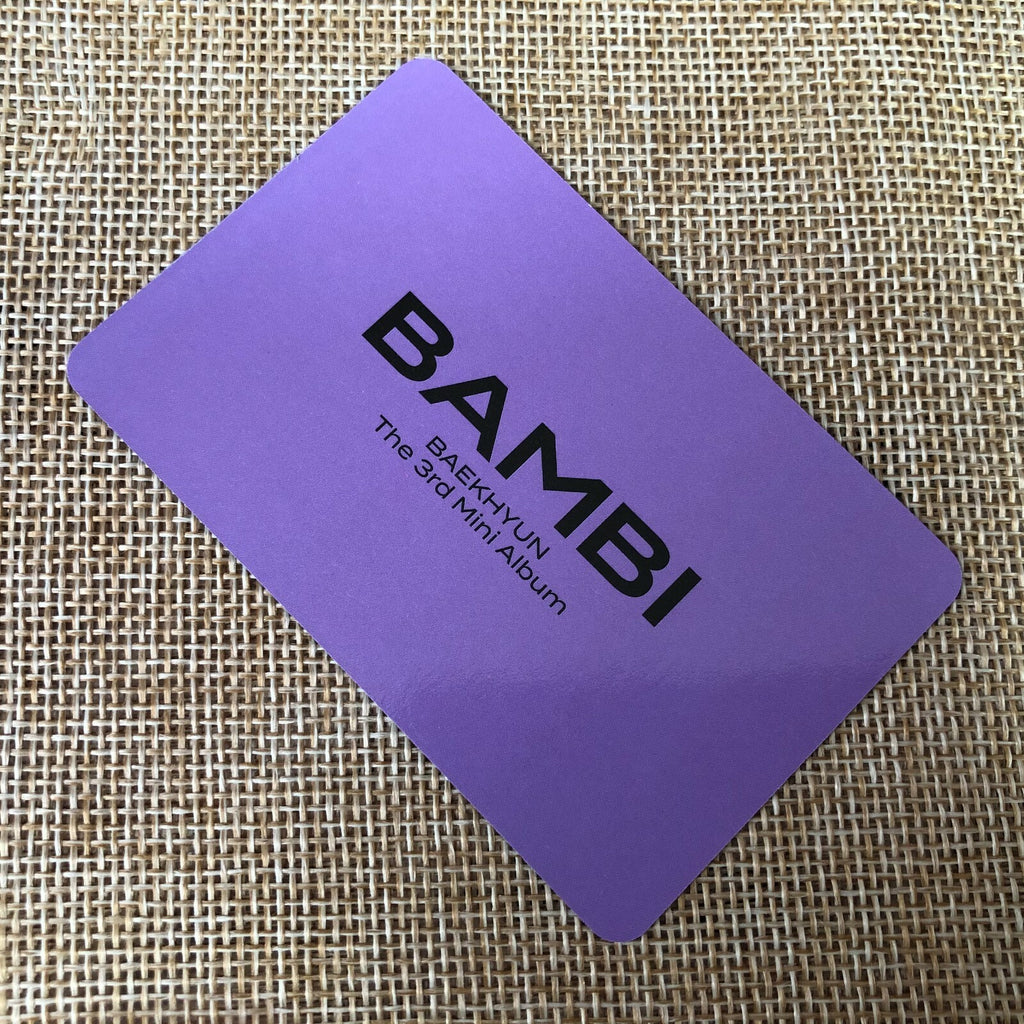 BAMBI
BAEKHYUN
The 3rd Mini Album